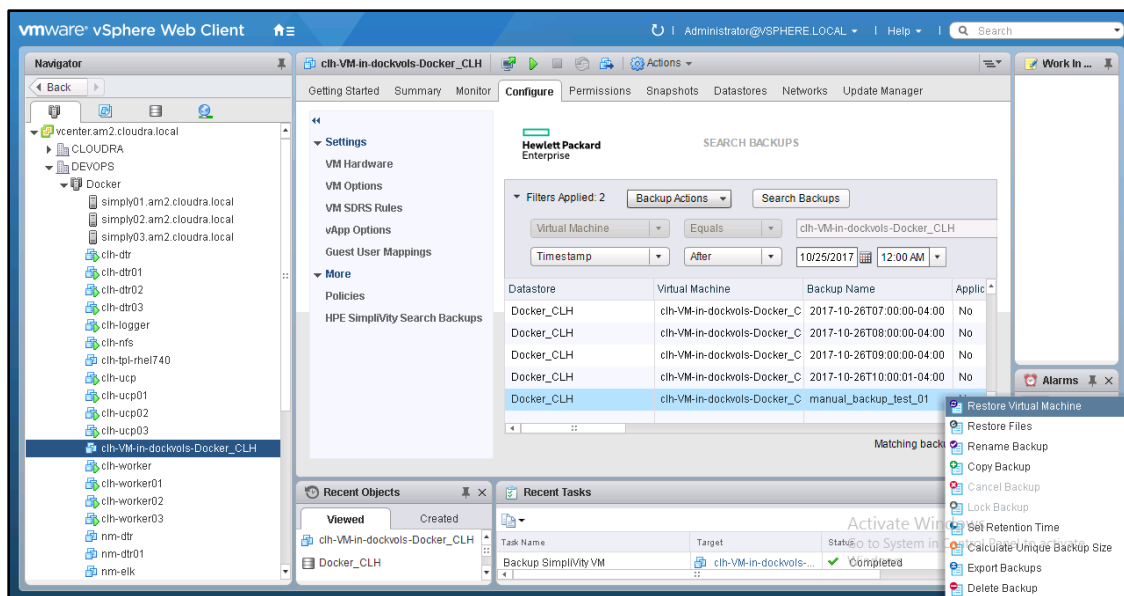 vmware® vSphere Web Client
Administrator@VSPHERE.LOCAL
Help
Search
Navigator
Back
vcenter.am2.cloudra.local
CLOUDRA
DEVOPS
Docker
simply01.am2.cloudra.local
simply02.am2.cloudra.local
simply03.am2.cloudra.local
clh-dtr
clh-dtr01
clh-dtr02
clh-dtr03
clh-logger
clh-nfs
clh-tpl-rhel740
clh-ucp
clh-ucp01
clh-ucp02
clh-ucp03
clh-VM-in-dockvols-Docker_CLH
clh-worker
clh-worker01
clh-worker02
clh-worker03
nm-dtr
nm-dtr01
nm-elk
clh-VM-in-dockvols-Docker_CLH
Actions
Getting Started Summary Monitor Configure Permissions Snapshots Datastores Networks Update Manager
Settings
VM Hardware
VM Options
VM SDRS Rules
vApp Options
Guest User Mappings
More
Policies
HPE SimpliVity Search Backups
Hewlett Packard
Enterprise
SEARCH BACKUPS
Filters Applied: 2 Backup Actions Search Backups
Virtual Machine Equals clh-VM-in-dockvols-Docker_CLH
Timestamp After 10/25/2017 12:00 AM
Datastore Virtual Machine Backup Name Applic
Docker_CLH clh-VM-in-dockvols-Docker_C 2017-10-26T07:00:00-04:00 No
Docker_CLH clh-VM-in-dockvols-Docker_C 2017-10-26T08:00:00-04:00 No
Docker_CLH clh-VM-in-dockvols-Docker_C 2017-10-26T09:00:00-04:00 No
Docker_CLH clh-VM-in-dockvols-Docker_C 2017-10-26T10:00:01-04:00 No
Docker_CLH clh-VM-in-dockvols-Docker_C manual_backup_test_01
Matching
Restore Virtual Machine
Restore Files
Rename Backup
Copy Backup
Cancel Backup
Lock Backup
Set Retention Time
Calculate Unique Backup Size
Export Backups
Delete Backup
Work In ...
Alarms
Recent Objects
Viewed Created
clh-VM-in-dockvols-Docker_CLH
Docker_CLH
Recent Tasks
Task Name Target Status
Backup SimpliVity VM clh-VM-in-dockvols-... Completed
Activate
Go to System in